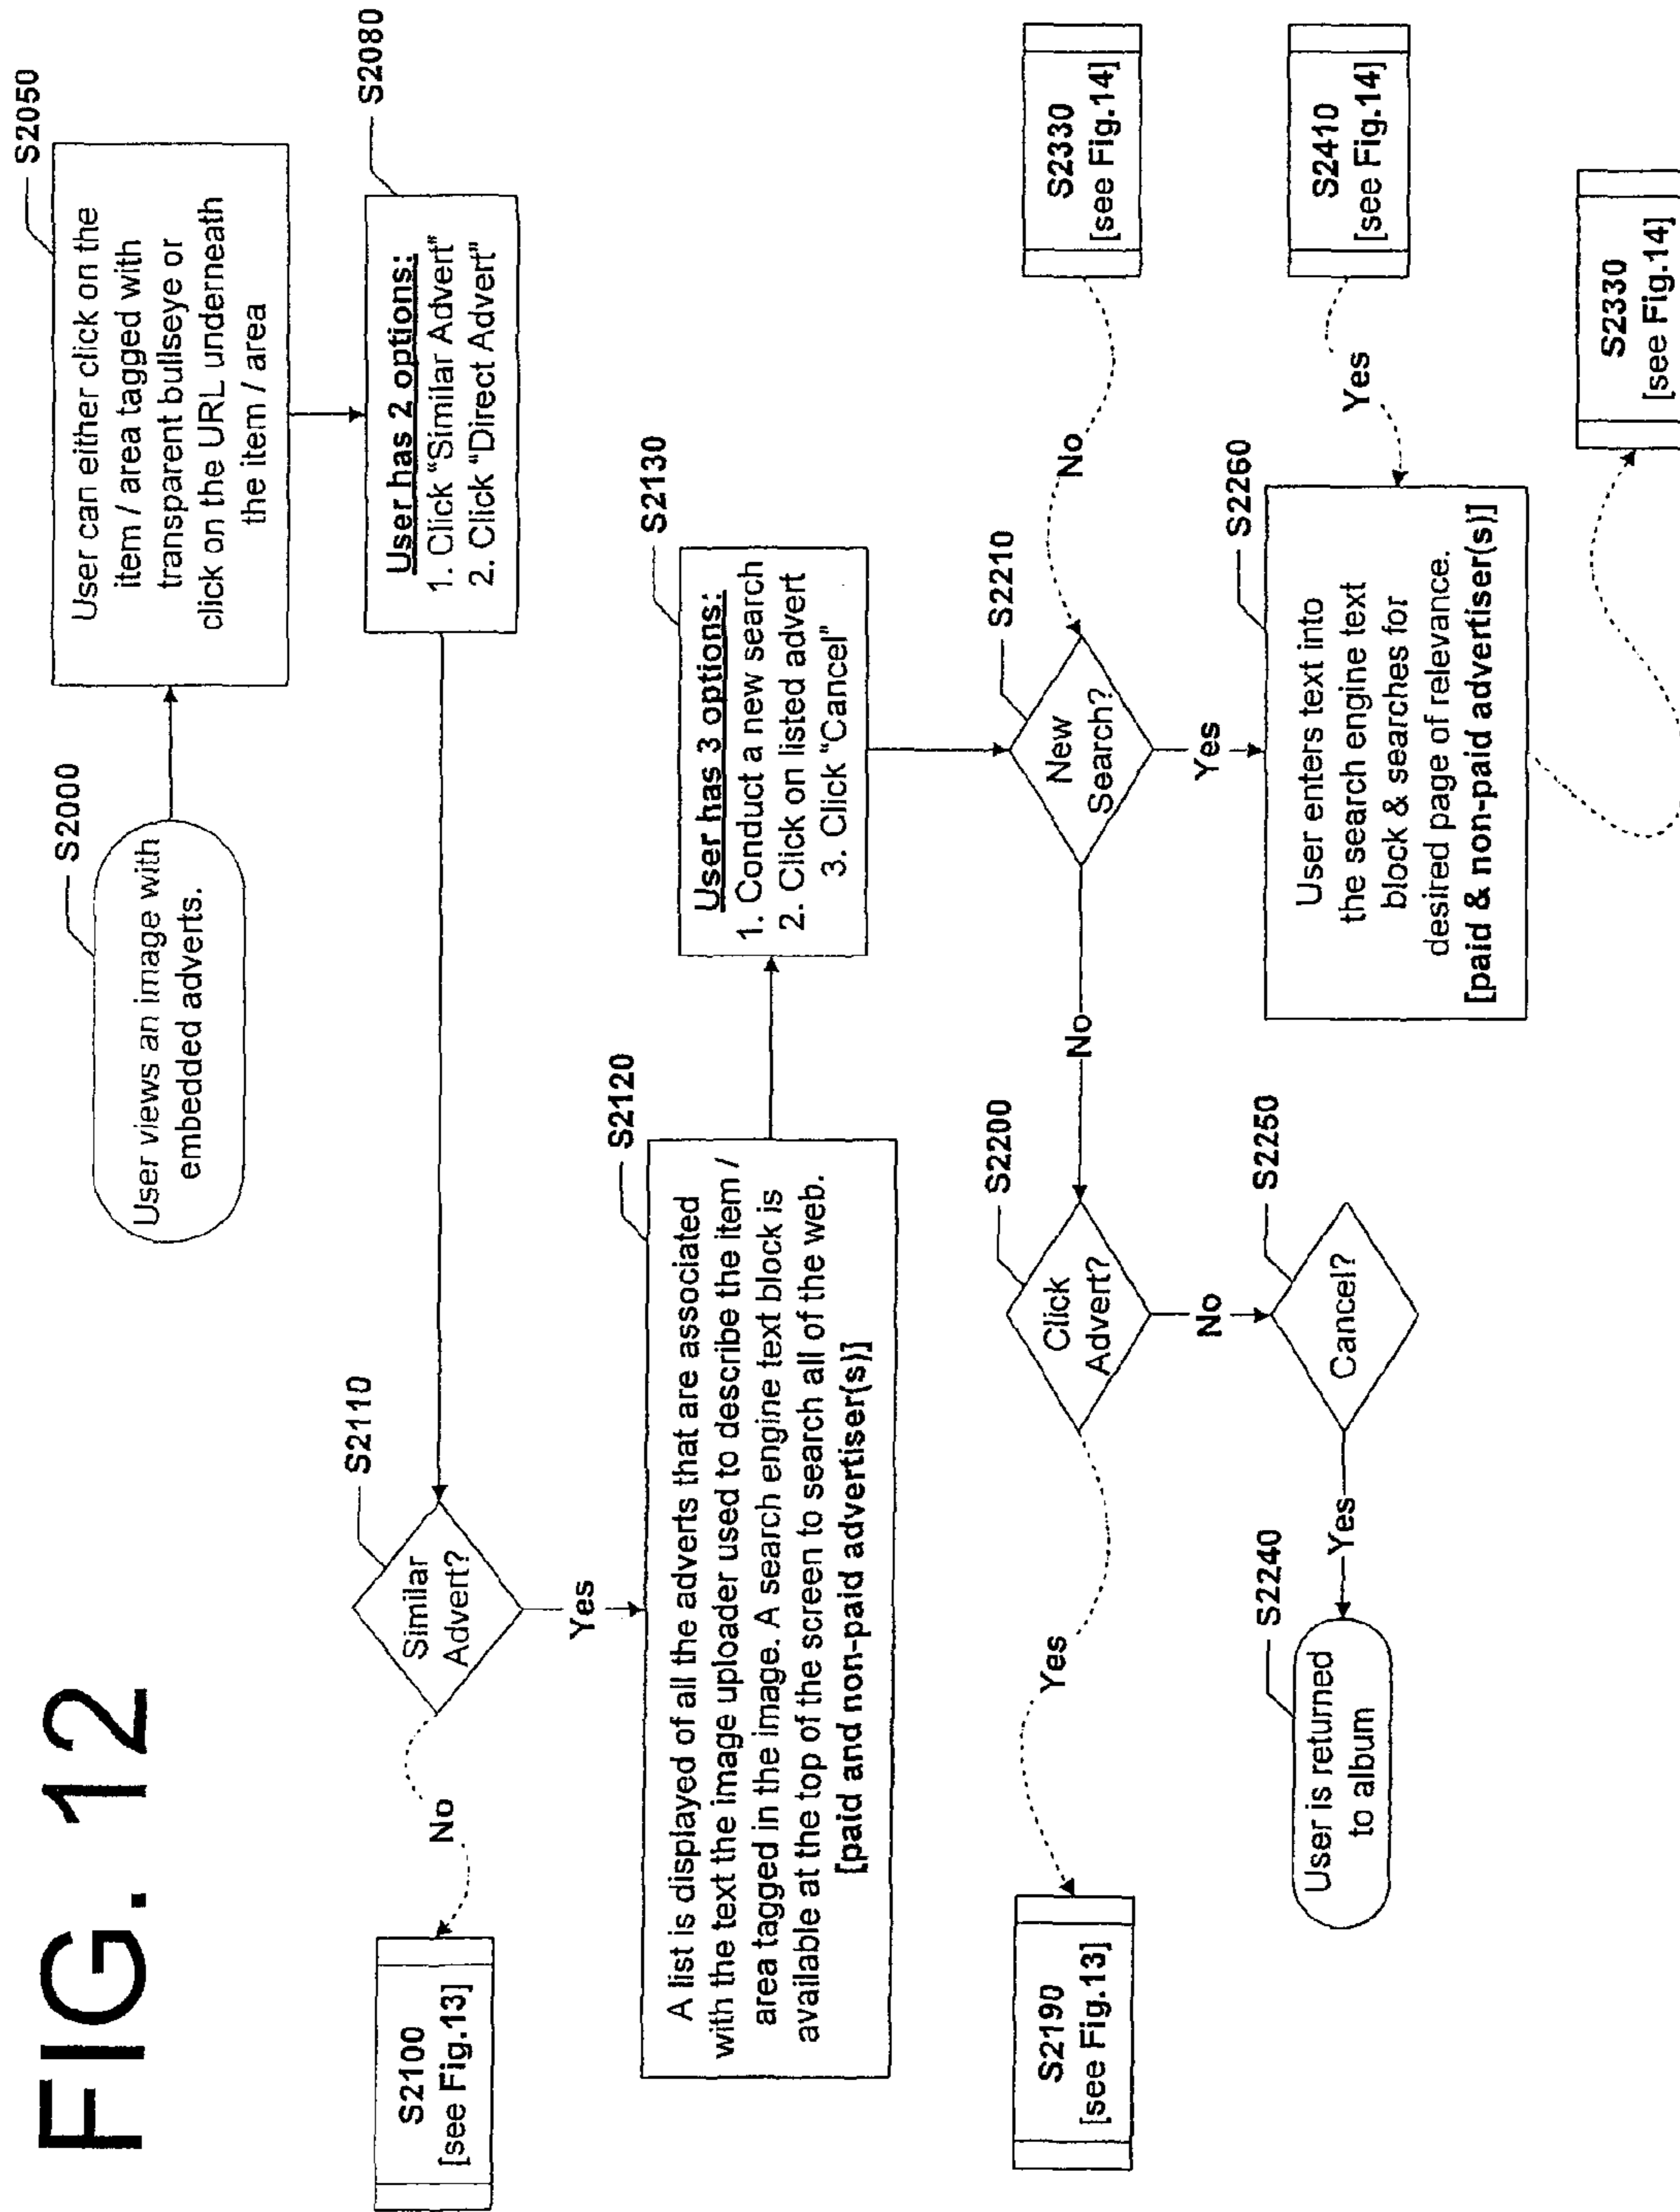 FIG. 12
S2000
User views an image with
embedded adverts.
S2050
User can either click on the
item / area tagged with
transparent bullseye or
click on the URL underneath
the item / area
S2080
User has 2 options:
1. Click "Similar Advert"
2. Click "Direct Advert"
S2110
Similar
Advert?
No
S2100
[see Fig.13]
Yes
S2120
A list is displayed of all the adverts that are associated
with the text the image uploader used to describe the item /
area tagged in the image. A search engine text block is
available at the top of the screen to search all of the web.
[paid and non-paid advertiser(s)]
S2130
User has 3 options:
1. Conduct a new search
2. Click on listed advert
3. Click "Cancel"
S2210
New
Search?
No
S2330
[see Fig.14]
No
S2200
Click
Advert?
Yes
S2190
[see Fig.13]
Yes
S2260
User enters text into
the search engine text
block & searches for
desired page of relevance.
[paid & non-paid advertiser(s)]
Yes
S2410
[see Fig.14]
No
S2250
Cancel?
Yes
S2240
User is returned
to album
S2330
[see Fig.14]